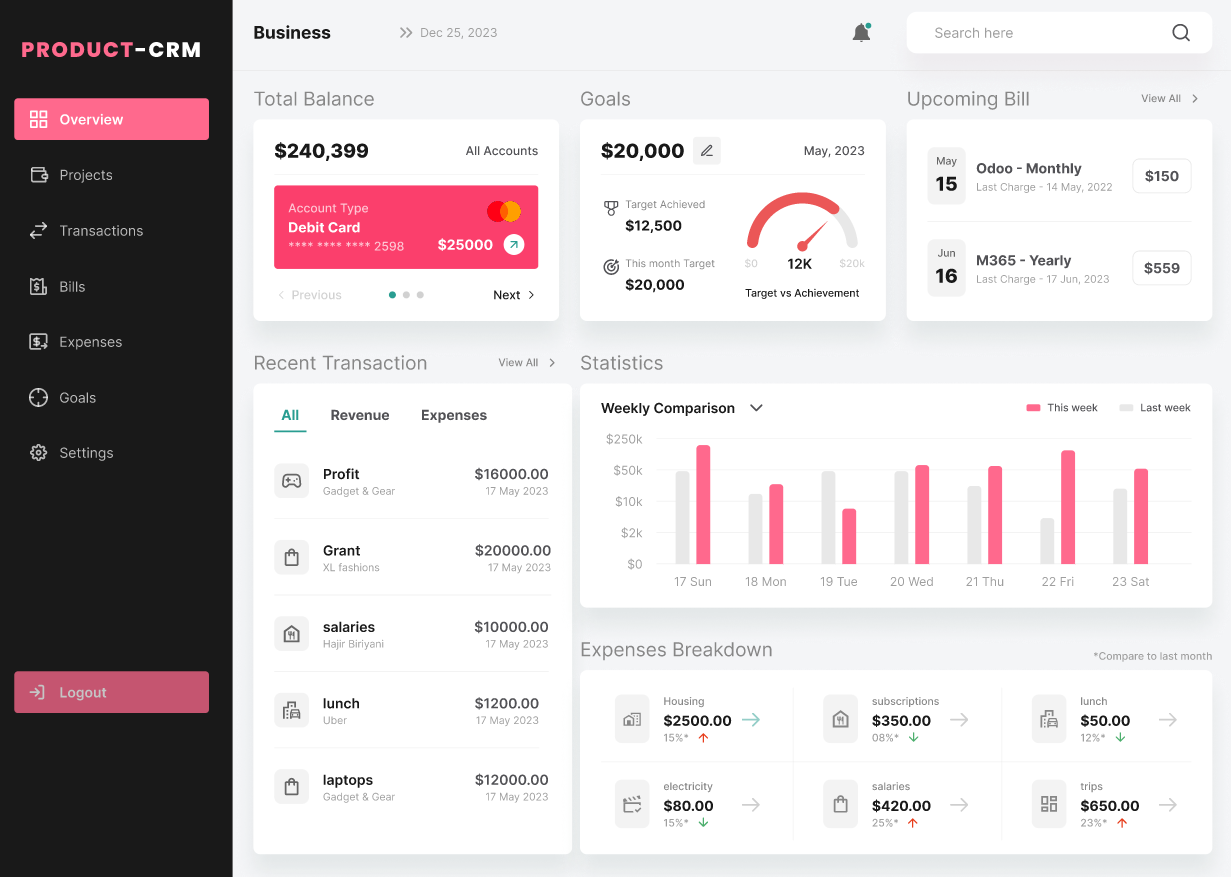 PRODUCT-CRM
Overview
Projects
Transactions
Bills
Expenses
Goals
Settings
Logout
Business
Dec 25, 2023
Search here
Total Balance
$240,399
All Accounts
Account Type
Debit Card
**** **** **** 2598
$25000
Previous
Next
Goals
$20,000
May, 2023
Target Achieved
$12,500
This month Target
$20,000
$0
12K
$20k
Target vs Achievement
Upcoming Bill
View All
May
15
Odoo - Monthly
Last Charge - 14 May, 2022
$150
Jun
16
M365 - Yearly
Last Charge - 17 Jun, 2023
$559
Recent Transaction
View All
All
Revenue
Expenses
Profit
Gadget & Gear
$16000.00
17 May 2023
Grant
XL fashions
$20000.00
17 May 2023
salaries
Hajir Biriyani
$10000.00
17 May 2023
lunch
Uber
$1200.00
17 May 2023
laptops
Gadget & Gear
$12000.00
17 May 2023
Statistics
Weekly Comparison
This week
Last week
$250k
$50k
$10k
$2k
$0
17 Sun
18 Mon
19 Tue
20 Wed
21 Thu
22 Fri
23 Sat
Expenses Breakdown
*Compare to last month
Housing
$2500.00
15%*
subscriptions
$350.00
08%*
lunch
$50.00
12%*
electricity
$80.00
15%*
salaries
$420.00
25%*
trips
$650.00
23%*